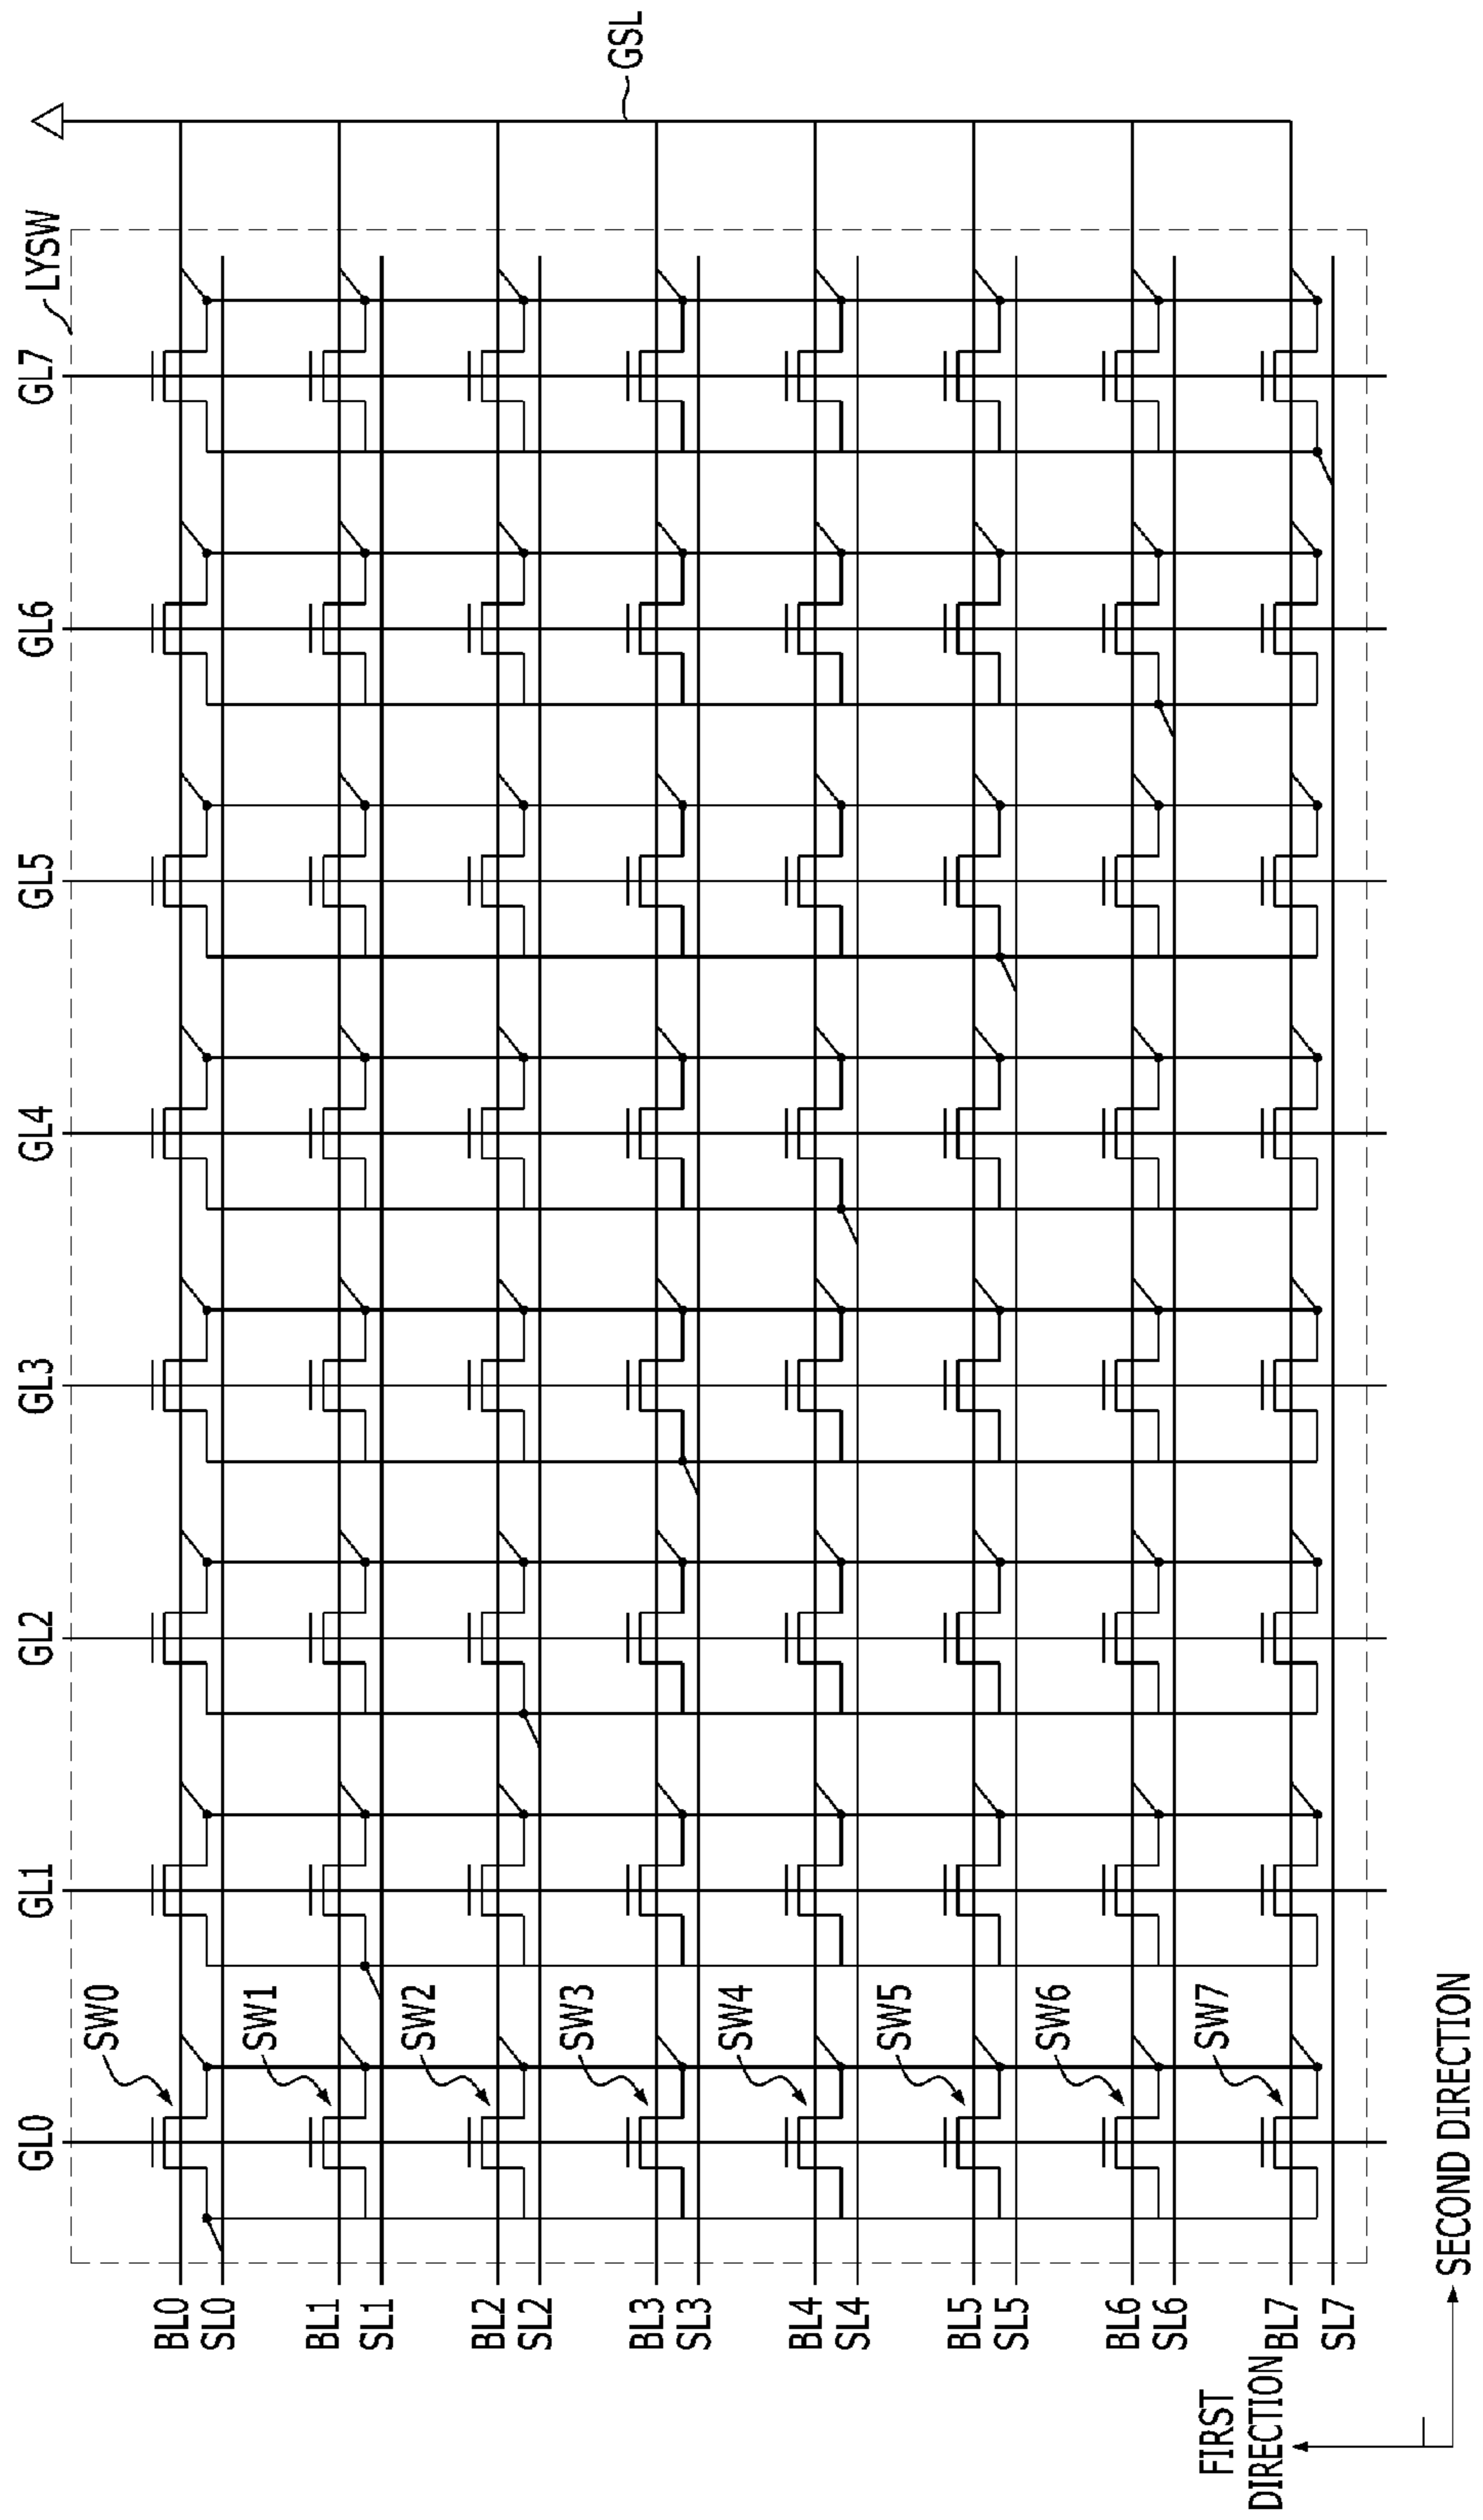 GL0
GL1
GL2
GL3
GL4
GL5
GL6
GL7
LYSW
GSL
SW0
SW1
SW2
SW3
SW4
SW5
SW6
SW7
BL0
SL0
BL1
SL1
BL2
SL2
BL3
SL3
BL4
SL4
BL5
SL5
BL6
SL6
BL7
SL7
FIRST
DIRECTION
SECOND DIRECTION